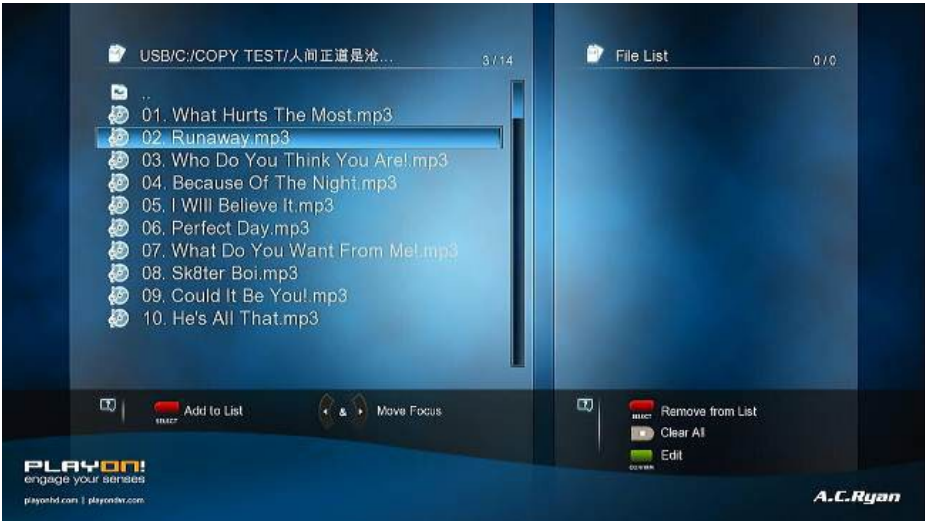 USB/C:/COPY TEST/人间正道是沧... 3/14
..
01. What Hurts The Most.mp3
02. Runaway.mp3
03. Who Do You Think You Are!.mp3
04. Because Of The Night.mp3
05. I WIll Believe It.mp3
06. Perfect Day.mp3
07. What Do You Want From Me!.mp3
08. Sk8ter Boi.mp3
09. Could It Be You!.mp3
10. He's All That.mp3
File List 0/0
SELECT Add to List
& Move Focus
SELECT Remove from List
Clear All
CONFIRM Edit
PLAYON!
engage your senses
playonhd.com | playondvr.com
A.C.Ryan